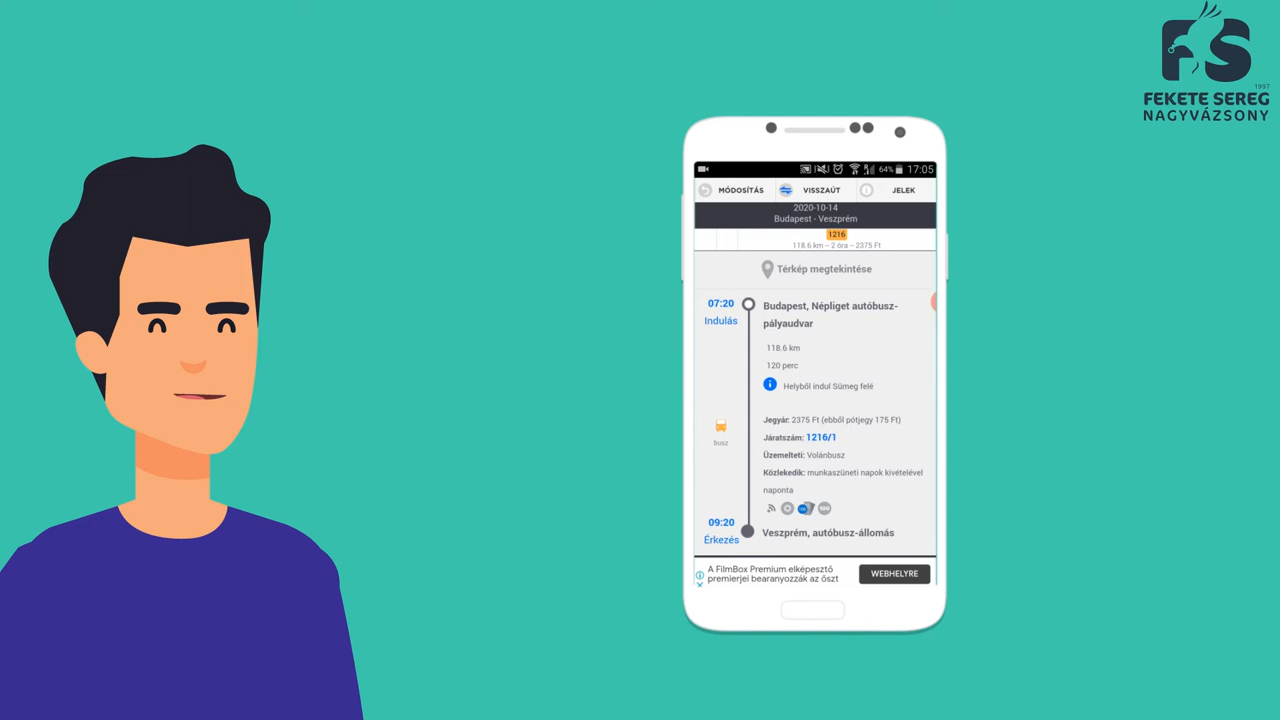 FS
1997
FEKETE SEREG
NAGYVÁZSONY
64% 17:05
MÓDOSÍTÁS VISSZAÚT JELEK
2020-10-14
Budapest - Veszprém
1216
118.6 km – 2 óra – 2375 Ft
Térkép megtekintése
07:20
Indulás
Budapest, Népliget autóbusz-
pályaudvar
118.6 km
120 perc
Helyből indul Sümeg felé
busz
Jegyár: 2375 Ft (ebből pótjegy 175 Ft)
Járatszám: 1216/1
Üzemelteti: Volánbusz
Közlekedik: munkaszüneti napok kivételével
naponta
09:20
Érkezés
Veszprém, autóbusz-állomás
A FilmBox Premium elképesztő
premierjei bearanyozzák az őszt
WEBHELYRE